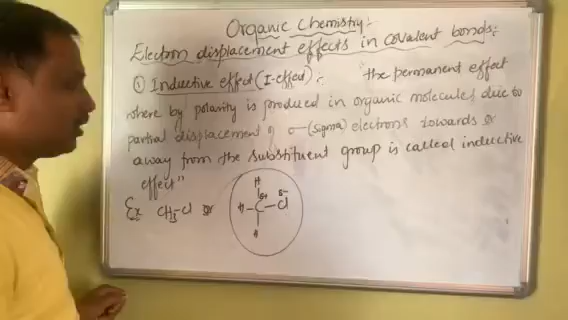 Organic Chemistry:-
Electron displacement effects in covalent bonds:-
① Inductive effect (I-effect):- "the permanent effect
where by polarity is produced in organic molecules due to
partial displacement of σ-(sigma) electrons towards or
away from the substituent group is called inductive
effect"
Ex CH₃-Cl or
H
H - C^δ+ - Cl^δ-
H